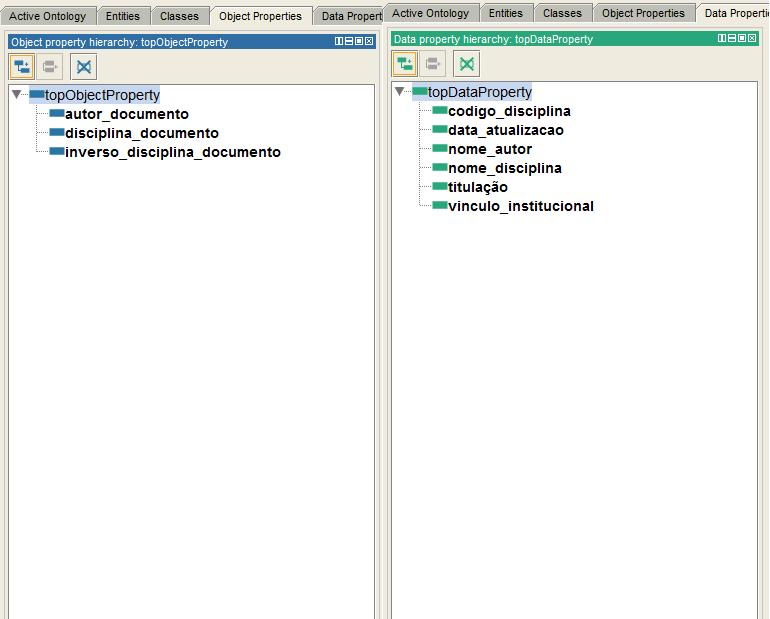 Active Ontology Entities Classes Object Properties Data Propert
Object property hierarchy: topObjectProperty
topObjectProperty
autor_documento
disciplina_documento
inverso_disciplina_documento
Active Ontology Entities Classes Object Properties Data Properti
Data property hierarchy: topDataProperty
topDataProperty
codigo_disciplina
data_atualizacao
nome_autor
nome_disciplina
titulação
vinculo_institucional